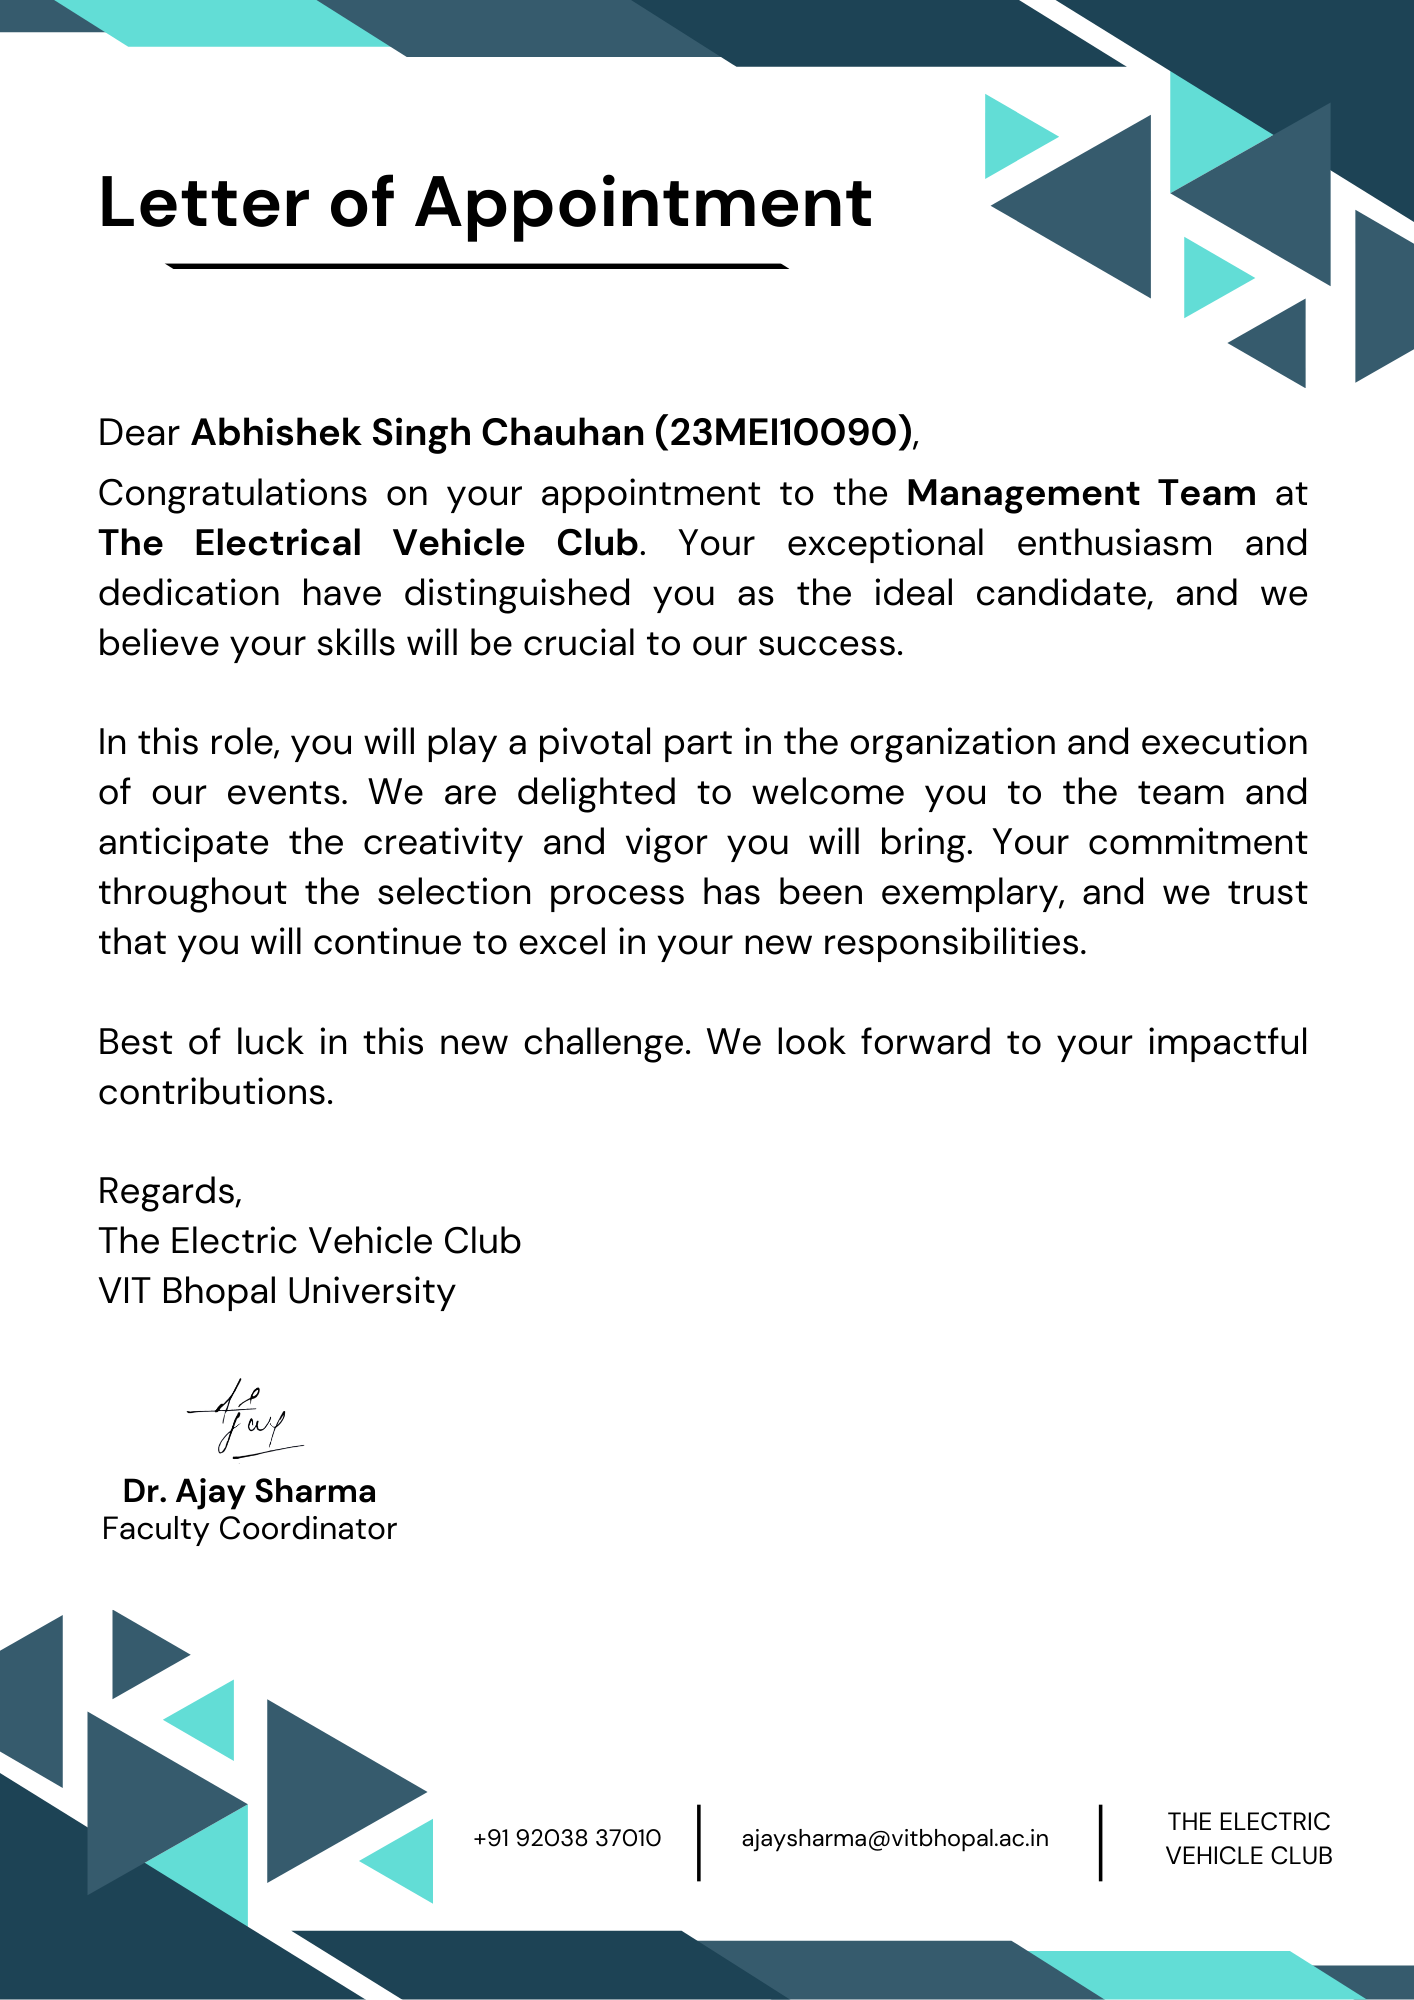 Letter of Appointment
Dear Abhishek Singh Chauhan (23MEI10090),
Congratulations on your appointment to the Management Team at
The Electrical Vehicle Club. Your exceptional enthusiasm and
dedication have distinguished you as the ideal candidate, and we
believe your skills will be crucial to our success.
In this role, you will play a pivotal part in the organization and execution
of our events. We are delighted to welcome you to the team and
anticipate the creativity and vigor you will bring. Your commitment
throughout the selection process has been exemplary, and we trust
that you will continue to excel in your new responsibilities.
Best of luck in this new challenge. We look forward to your impactful
contributions.
Regards,
The Electric Vehicle Club
VIT Bhopal University
Ajay
Dr. Ajay Sharma
Faculty Coordinator
+91 92038 37010
ajaysharma@vitbhopal.ac.in
THE ELECTRIC
VEHICLE CLUB